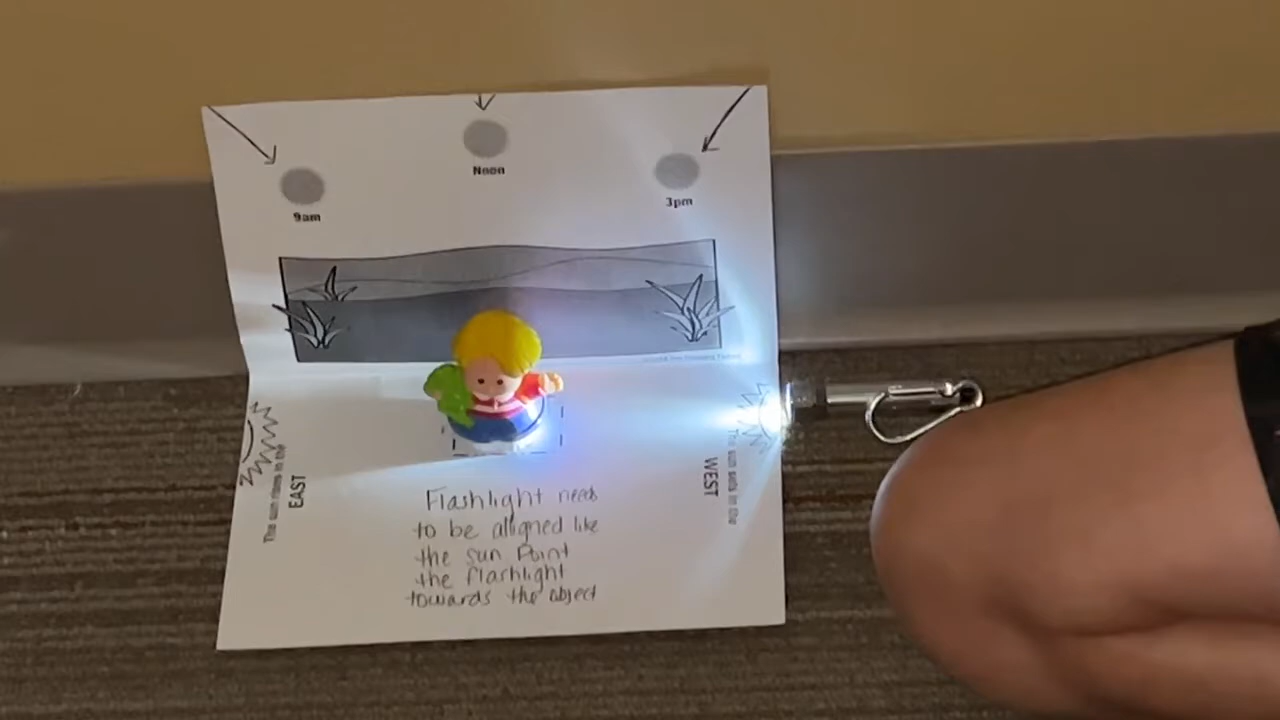 Noon
9am
3pm
The sun rises in the
EAST
The sun sets in the
WEST
Flashlight needs
to be alligned like
the sun Point
the flashlight
towards the object